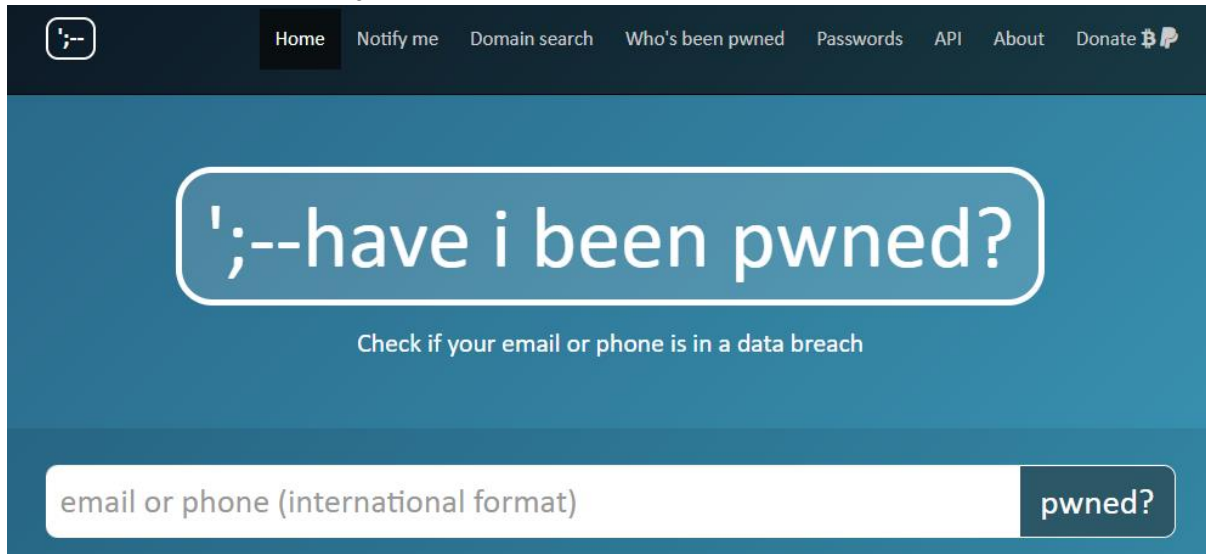 ';--
Home Notify me Domain search Who's been pwned Passwords API About Donate ₿
';--have i been pwned?
Check if your email or phone is in a data breach
email or phone (international format) pwned?